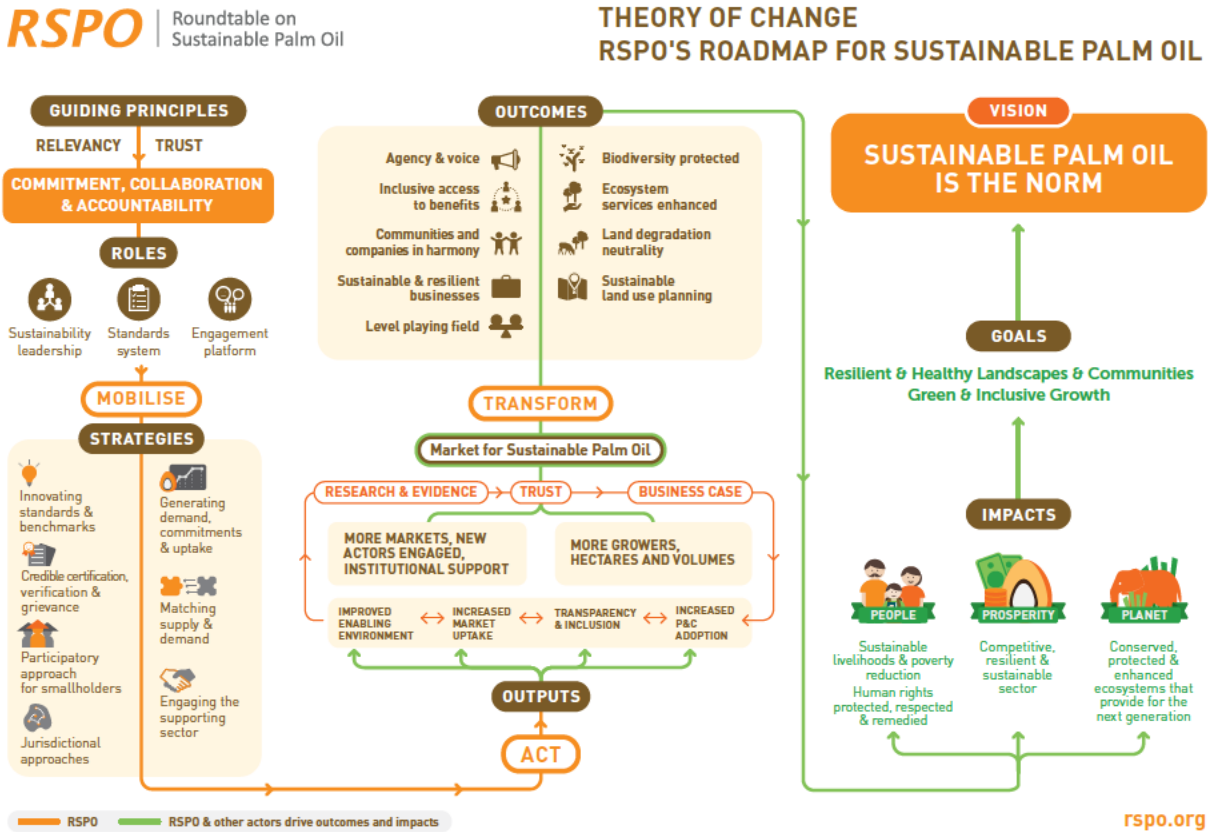 RSPO
Roundtable on
Sustainable Palm Oil
THEORY OF CHANGE
RSPO'S ROADMAP FOR SUSTAINABLE PALM OIL
GUIDING PRINCIPLES
RELEVANCY
TRUST
COMMITMENT, COLLABORATION
& ACCOUNTABILITY
ROLES
Sustainability
leadership
Standards
system
Engagement
platform
MOBILISE
STRATEGIES
Innovating
standards &
benchmarks
Credible certification,
verification &
grievance
Participatory
approach
for smallholders
Jurisdictional
approaches
Generating
demand,
commitments
& uptake
Matching
supply &
demand
Engaging the
supporting
sector
OUTCOMES
Agency & voice
Inclusive access
to benefits
Communities and
companies in harmony
Sustainable & resilient
businesses
Level playing field
Biodiversity protected
Ecosystem
services enhanced
Land degradation
neutrality
Sustainable
land use planning
TRANSFORM
Market for Sustainable Palm Oil
RESEARCH & EVIDENCE
TRUST
BUSINESS CASE
MORE MARKETS, NEW
ACTORS ENGAGED,
INSTITUTIONAL SUPPORT
MORE GROWERS,
HECTARES AND VOLUMES
IMPROVED
ENABLING
ENVIRONMENT
INCREASED
MARKET
UPTAKE
TRANSPARENCY
& INCLUSION
INCREASED
P&C
ADOPTION
OUTPUTS
ACT
VISION
SUSTAINABLE PALM OIL
IS THE NORM
GOALS
Resilient & Healthy Landscapes & Communities
Green & Inclusive Growth
IMPACTS
PEOPLE
Sustainable
livelihoods & poverty
reduction
Human rights
protected, respected
& remedied
PROSPERITY
Competitive,
resilient &
sustainable
sector
PLANET
Conserved,
protected &
enhanced
ecosystems that
provide for the
next generation
RSPO
RSPO & other actors drive outcomes and impacts
rspo.org